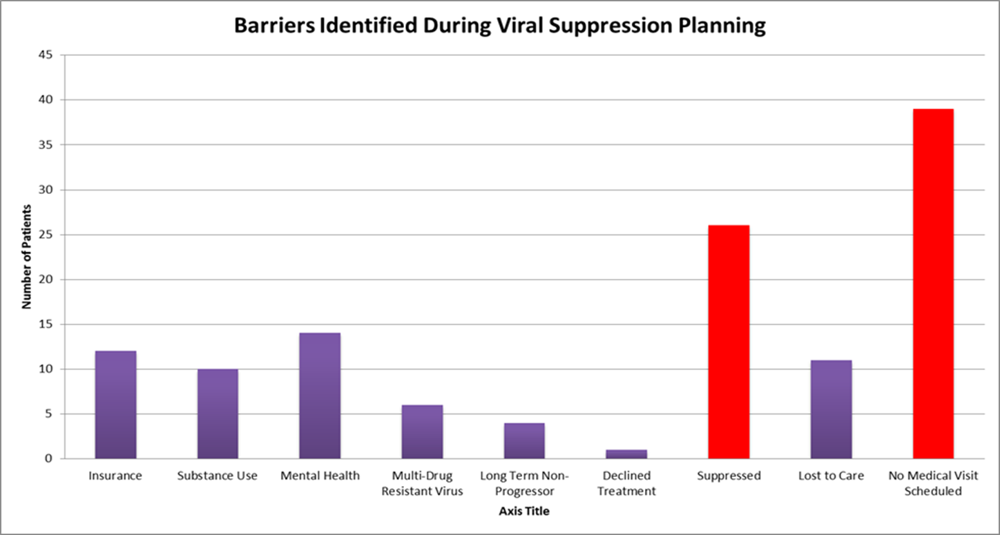 Barriers Identified During Viral Suppression Planning
45
40
35
30
25
20
15
10
5
0
Number of Patients
Insurance
Substance Use
Mental Health
Multi-Drug
Resistant Virus
Long Term Non-
Progressor
Declined
Treatment
Suppressed
Lost to Care
No Medical Visit
Scheduled
Axis Title